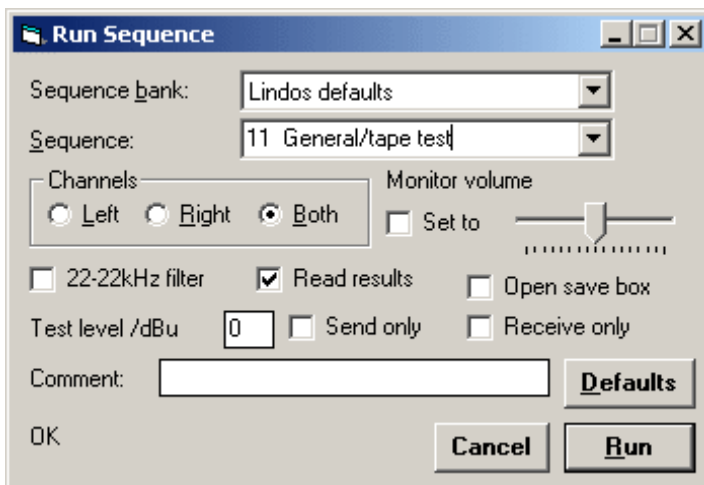 Run Sequence
Sequence bank: Lindos defaults
Sequence: 11 General/tape test
Channels
Monitor volume
Left Right Both
Set to
22-22kHz filter Read results Open save box
Test level /dBu 0 Send only Receive only
Comment: Defaults
OK Cancel Run